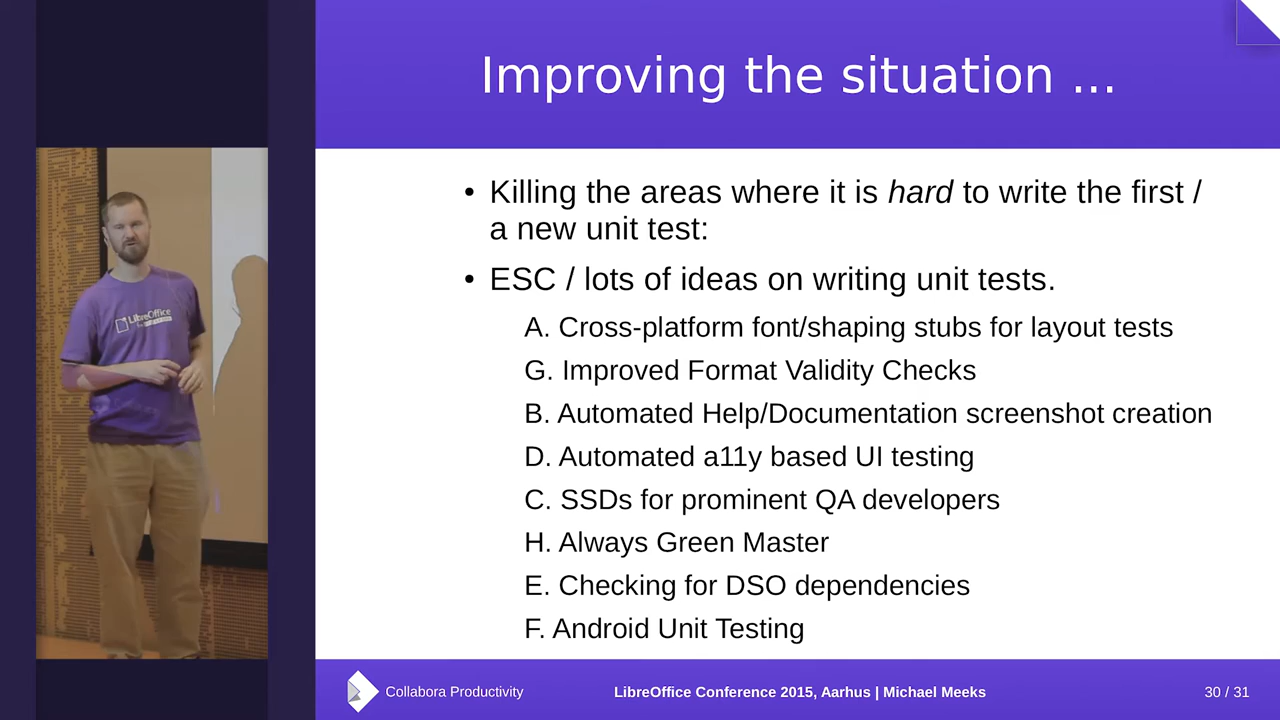 Improving the situation ...
• Killing the areas where it is hard to write the first /
a new unit test:
• ESC / lots of ideas on writing unit tests.
A. Cross-platform font/shaping stubs for layout tests
G. Improved Format Validity Checks
B. Automated Help/Documentation screenshot creation
D. Automated a11y based UI testing
C. SSDs for prominent QA developers
H. Always Green Master
E. Checking for DSO dependencies
F. Android Unit Testing
LibreOffice
Collabora Productivity
LibreOffice Conference 2015, Aarhus | Michael Meeks
30 / 31